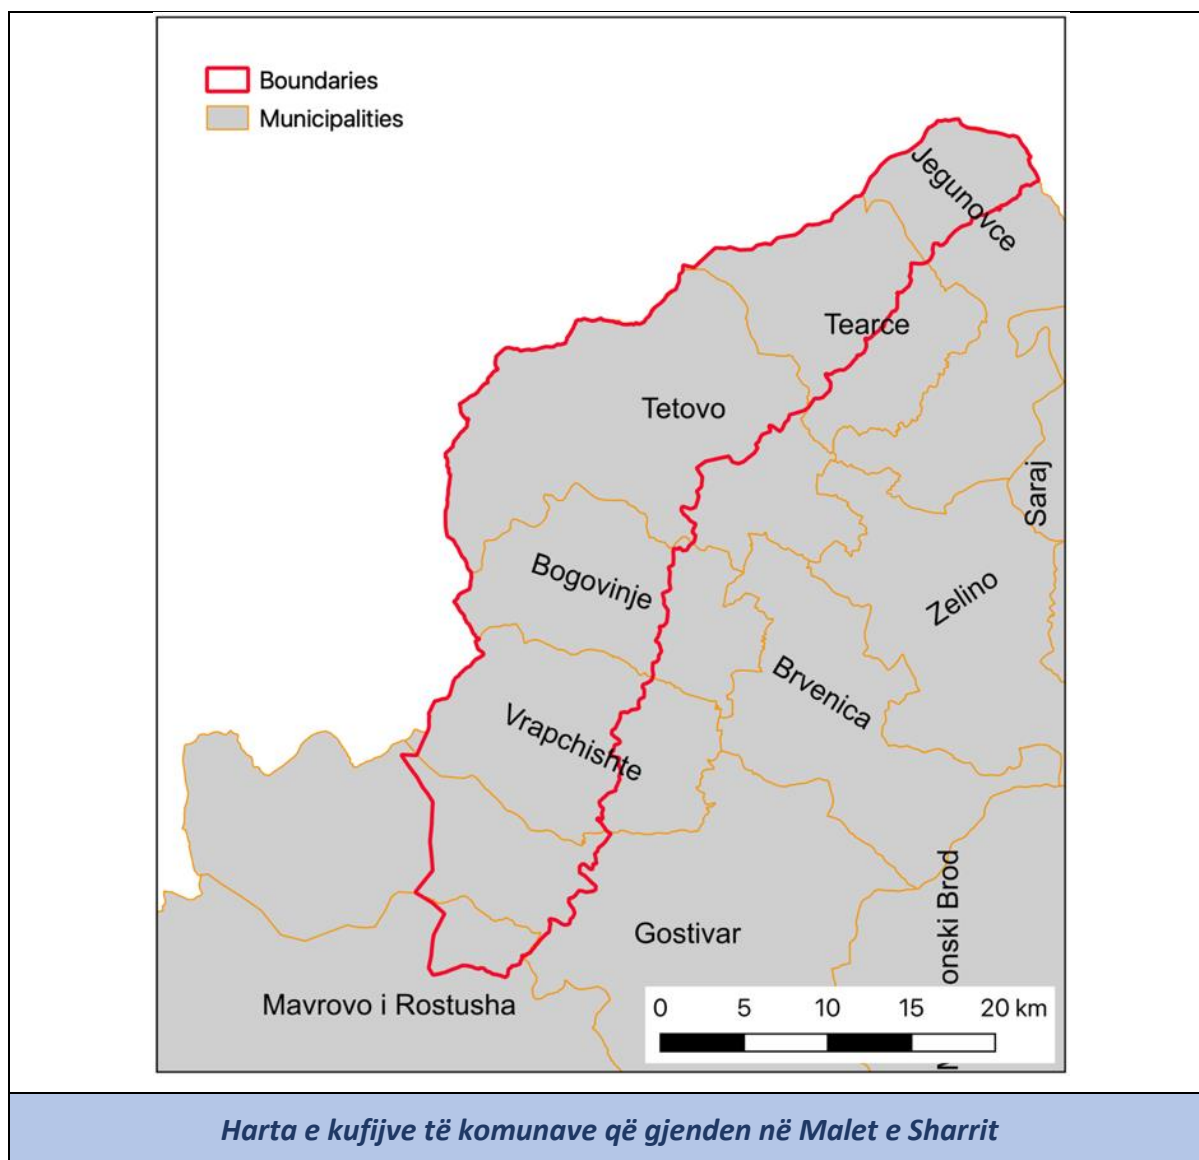 Boundaries
Municipalities
Jegunovce
Tearce
Tetovo
Saraj
Bogovinje
Zelino
Brvenica
Vrapchishte
onski Brod
Gostivar
Mavrovo i Rostusha
0 5 10 15 20 km
Harta e kufijve të komunave që gjenden në Malet e Sharrit